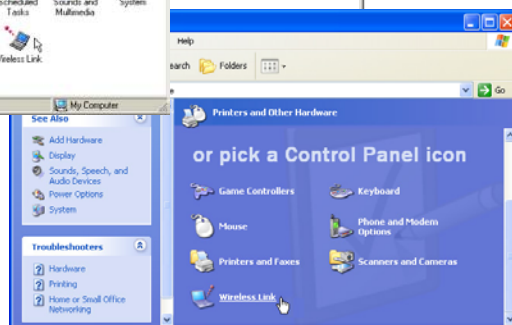 Scheduled Tasks
Sounds and Multimedia
System
Wireless Link
My Computer
Help
Folders
Go
See Also
Add Hardware
Display
Sounds, Speech, and
Audio Devices
Power Options
System
Troubleshooters
Hardware
Printing
Home or Small Office
Networking
Printers and Other Hardware
or pick a Control Panel icon
Game Controllers
Keyboard
Mouse
Phone and Modem
Options
Printers and Faxes
Scanners and Cameras
Wireless Link